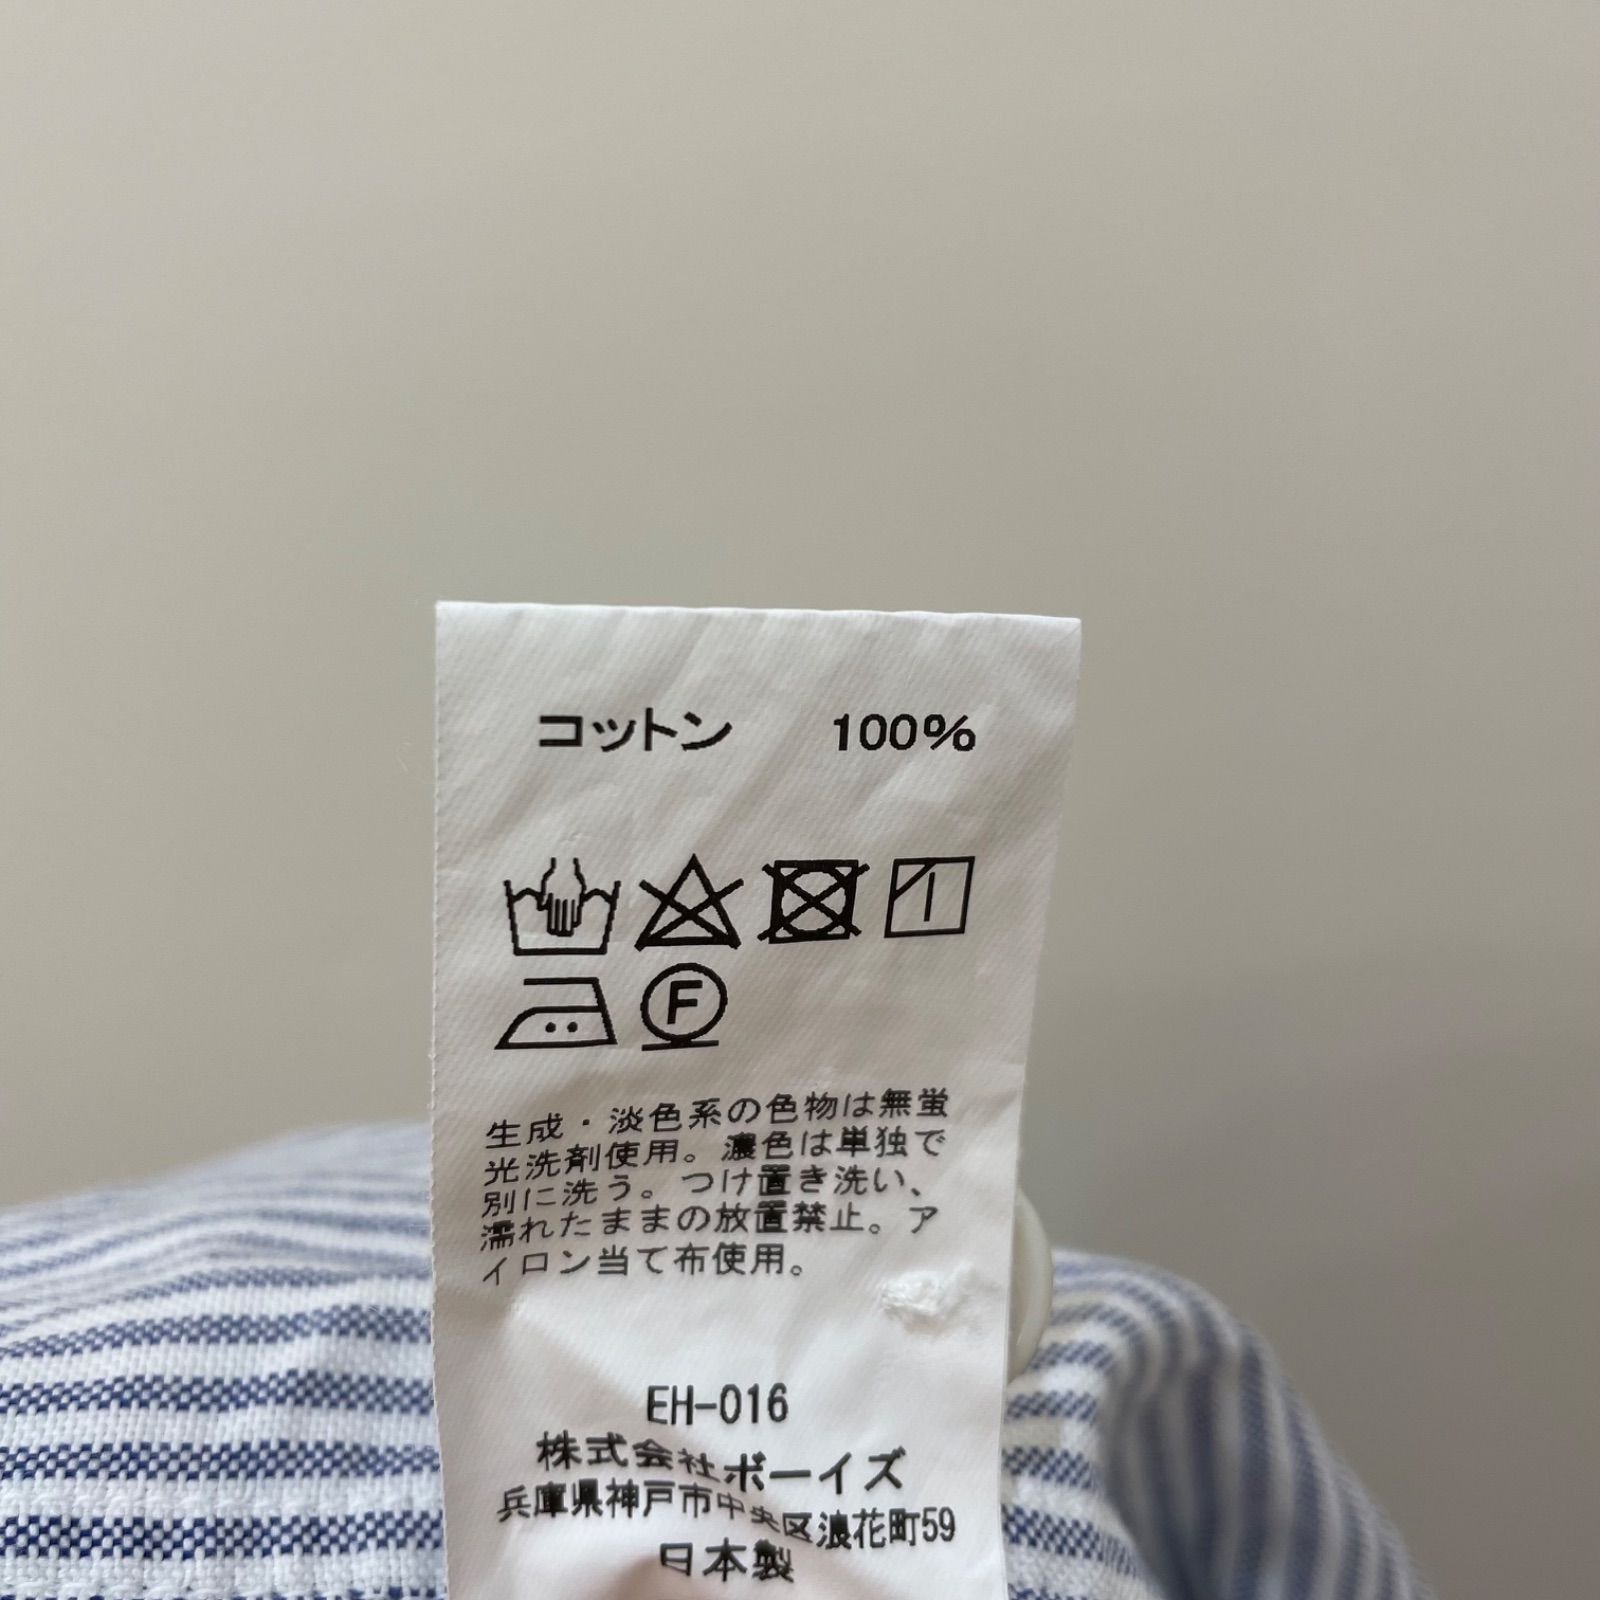 コットン 100%
F
生成・淡色系の色物は無蛍
光洗剤使用。濃色は単独で
別に洗う。つけ置き洗い、
濡れたままの放置禁止。ア
イロン当て布使用。
EH-016
株式会社ボーイズ
兵庫県神戸市中央区浪花町59
日本製